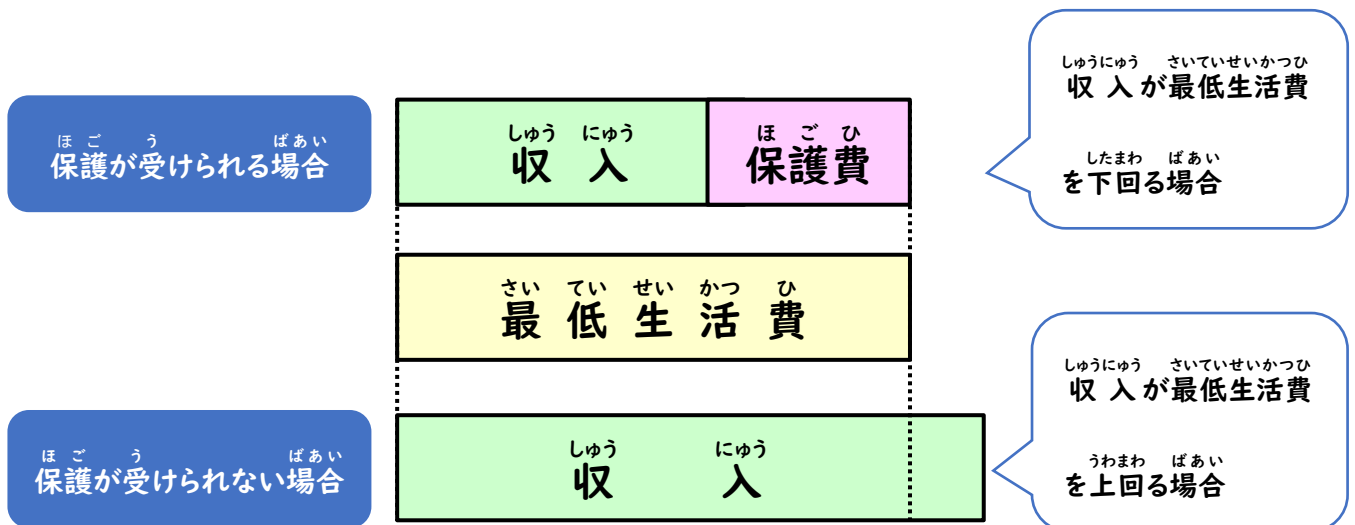 しゅうにゅう さいていせいかつひ
収入が最低生活費
したまわ ばあい
を下回る場合
ほ ご う ばあい
保護が受けられる場合
しゅう にゅう
収入
ほ ご ひ
保護費
さい てい せい かつ ひ
最低生活費
しゅうにゅう さいていせいかつひ
収入が最低生活費
うわまわ ばあい
を上回る場合
ほ ご う ばあい
保護が受けられない場合
しゅう にゅう
収入